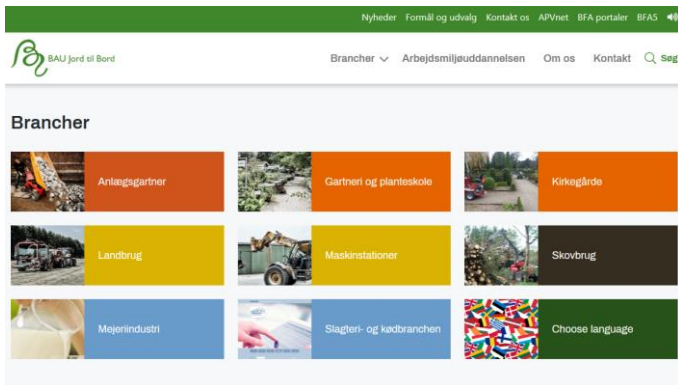 Nyheder Formål og udvalg Kontakt os APVnet BFA portaler BFA5
BAU Jord til Bord
Brancher Arbejdsmiljøuddannelsen Om os Kontakt Søg
Brancher
Anlægsgartner
Gartneri og planteskole
Kirkegårde
Landbrug
Maskinstationer
Skovbrug
Mejeriindustri
Slagteri- og kødbranchen
Choose language